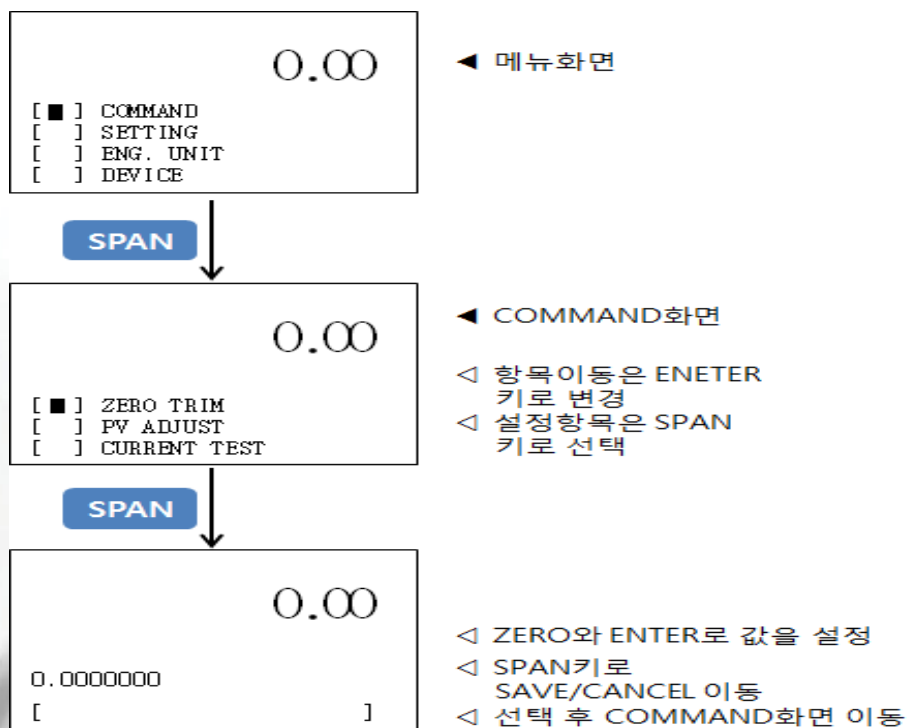 0.00
◀ 메뉴화면
[■] COMMAND
[ ] SETTING
[ ] ENG. UNIT
[ ] DEVICE
SPAN
0.00
◀ COMMAND화면
◁ 항목이동은 ENETER
키로 변경
◁ 설정항목은 SPAN
키로 선택
[■] ZERO TRIM
[ ] PV ADJUST
[ ] CURRENT TEST
SPAN
0.00
◁ ZERO와 ENTER로 값을 설정
◁ SPAN키로
SAVE/CANCEL 이동
◁ 선택 후 COMMAND화면 이동
0.0000000
[ ]